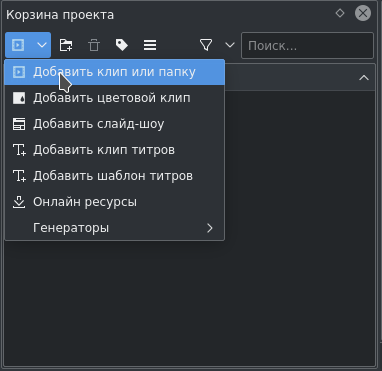 Корзина проекта
Поиск...
Добавить клип или папку
Добавить цветовой клип
Добавить слайд-шоу
Добавить клип титров
Добавить шаблон титров
Онлайн ресурсы
Генераторы